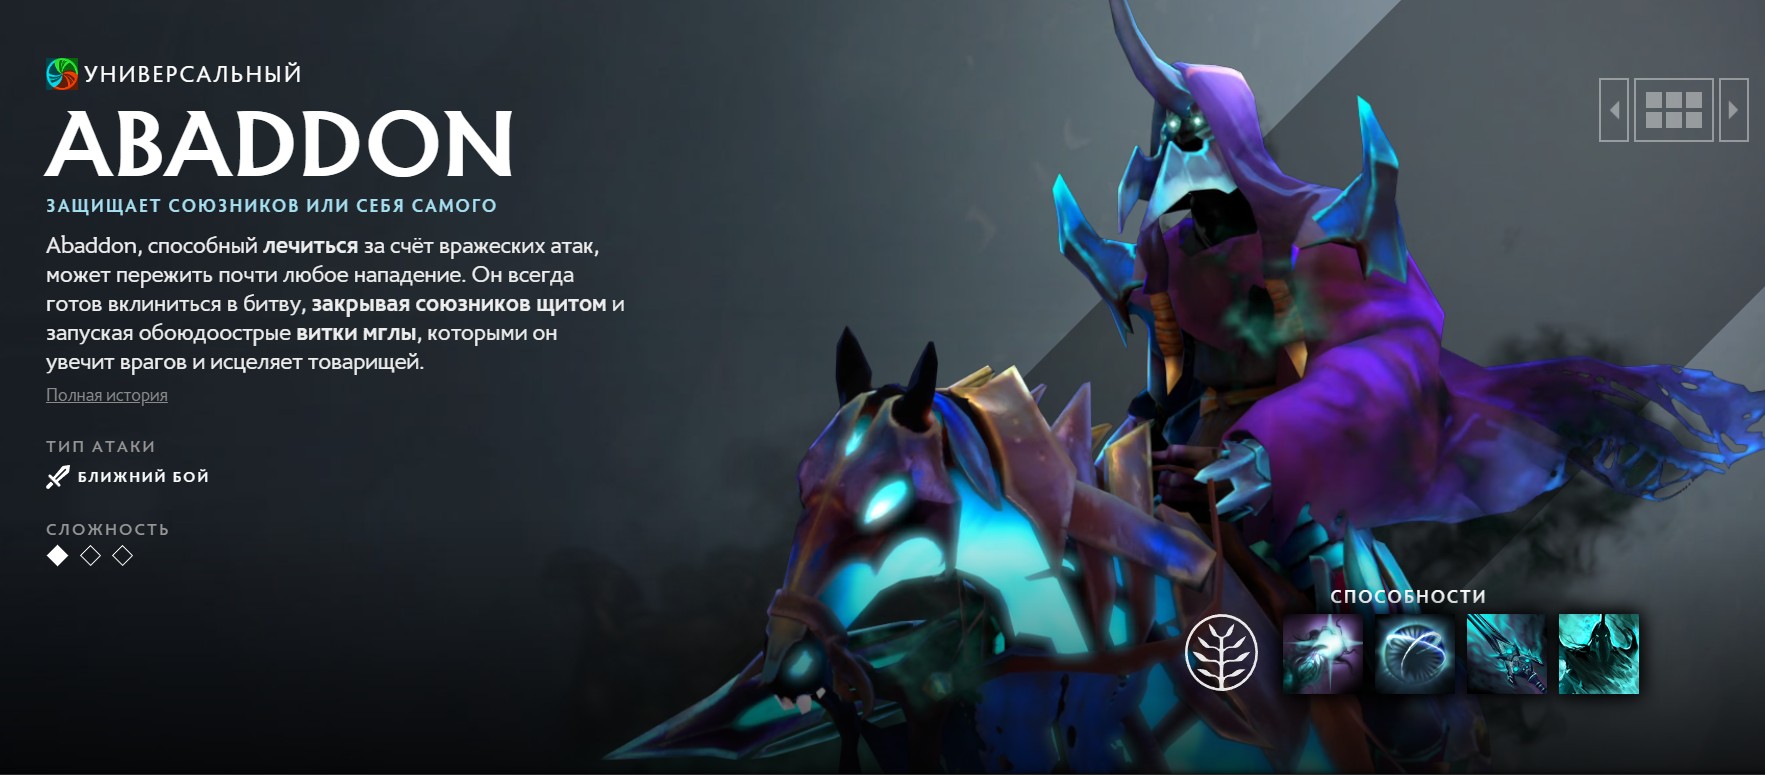 УНИВЕРСАЛЬНЫЙ
ABADDON
ЗАЩИЩАЕТ СОЮЗНИКОВ ИЛИ СЕБЯ САМОГО
Abaddon, способный лечиться за счёт вражеских атак,
может пережить почти любое нападение. Он всегда
готов вклиниться в битву, закрывая союзников щитом и
запуская обоюдоострые витки мглы, которыми он
увечит врагов и исцеляет товарищей.
Полная история
ТИП АТАКИ
БЛИЖНИЙ БОЙ
СЛОЖНОСТЬ
СПОСОБНОСТИ